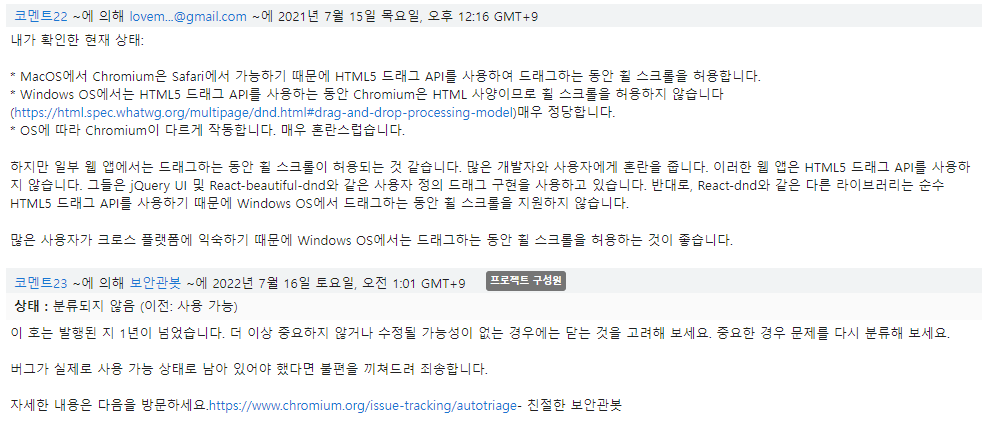 코멘트22 ~에 의해 lovem...@gmail.com ~에 2021년 7월 15일 목요일, 오후 12:16 GMT+9
내가 확인한 현재 상태:
* MacOS에서 Chromium은 Safari에서 가능하기 때문에 HTML5 드래그 API를 사용하여 드래그하는 동안 휠 스크롤을 허용합니다.
* Windows OS에서는 HTML5 드래그 API를 사용하는 동안 Chromium은 HTML 사양이므로 휠 스크롤을 허용하지 않습니다
(https://html.spec.whatwg.org/multipage/dnd.html#drag-and-drop-processing-model)매우 정당합니다.
* OS에 따라 Chromium이 다르게 작동합니다. 매우 혼란스럽습니다.
하지만 일부 웹 앱에서는 드래그하는 동안 휠 스크롤이 허용되는 것 같습니다. 많은 개발자와 사용자에게 혼란을 줍니다. 이러한 웹 앱은 HTML5 드래그 API를 사용하
지 않습니다. 그들은 jQuery UI 및 React-beautiful-dnd와 같은 사용자 정의 드래그 구현을 사용하고 있습니다. 반대로, React-dnd와 같은 다른 라이브러리는 순수
HTML5 드래그 API를 사용하기 때문에 Windows OS에서 드래그하는 동안 휠 스크롤을 지원하지 않습니다.
많은 사용자가 크로스 플랫폼에 익숙하기 때문에 Windows OS에서는 드래그하는 동안 휠 스크롤을 허용하는 것이 좋습니다.
코멘트23 ~에 의해 보안관봇 ~에 2022년 7월 16일 토요일, 오전 1:01 GMT+9 프로젝트 구성원
상태 : 분류되지 않음 (이전: 사용 가능)
이 호는 발행된 지 1년이 넘었습니다. 더 이상 중요하지 않거나 수정될 가능성이 없는 경우에는 닫는 것을 고려해 보세요. 중요한 경우 문제를 다시 분류해 보세요.
버그가 실제로 사용 가능 상태로 남아 있어야 했다면 불편을 끼쳐드려 죄송합니다.
자세한 내용은 다음을 방문하세요.https://www.chromium.org/issue-tracking/autotriage- 친절한 보안관봇